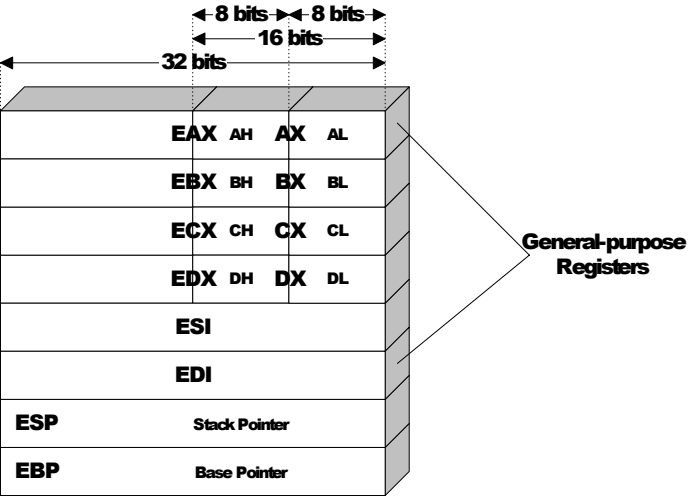 8 bits 8 bits
16 bits
32 bits
EAX AH AX AL
EBX BH BX BL
ECX CH CX CL
EDX DH DX DL
General-purpose
Registers
ESI
EDI
ESP Stack Pointer
EBP Base Pointer